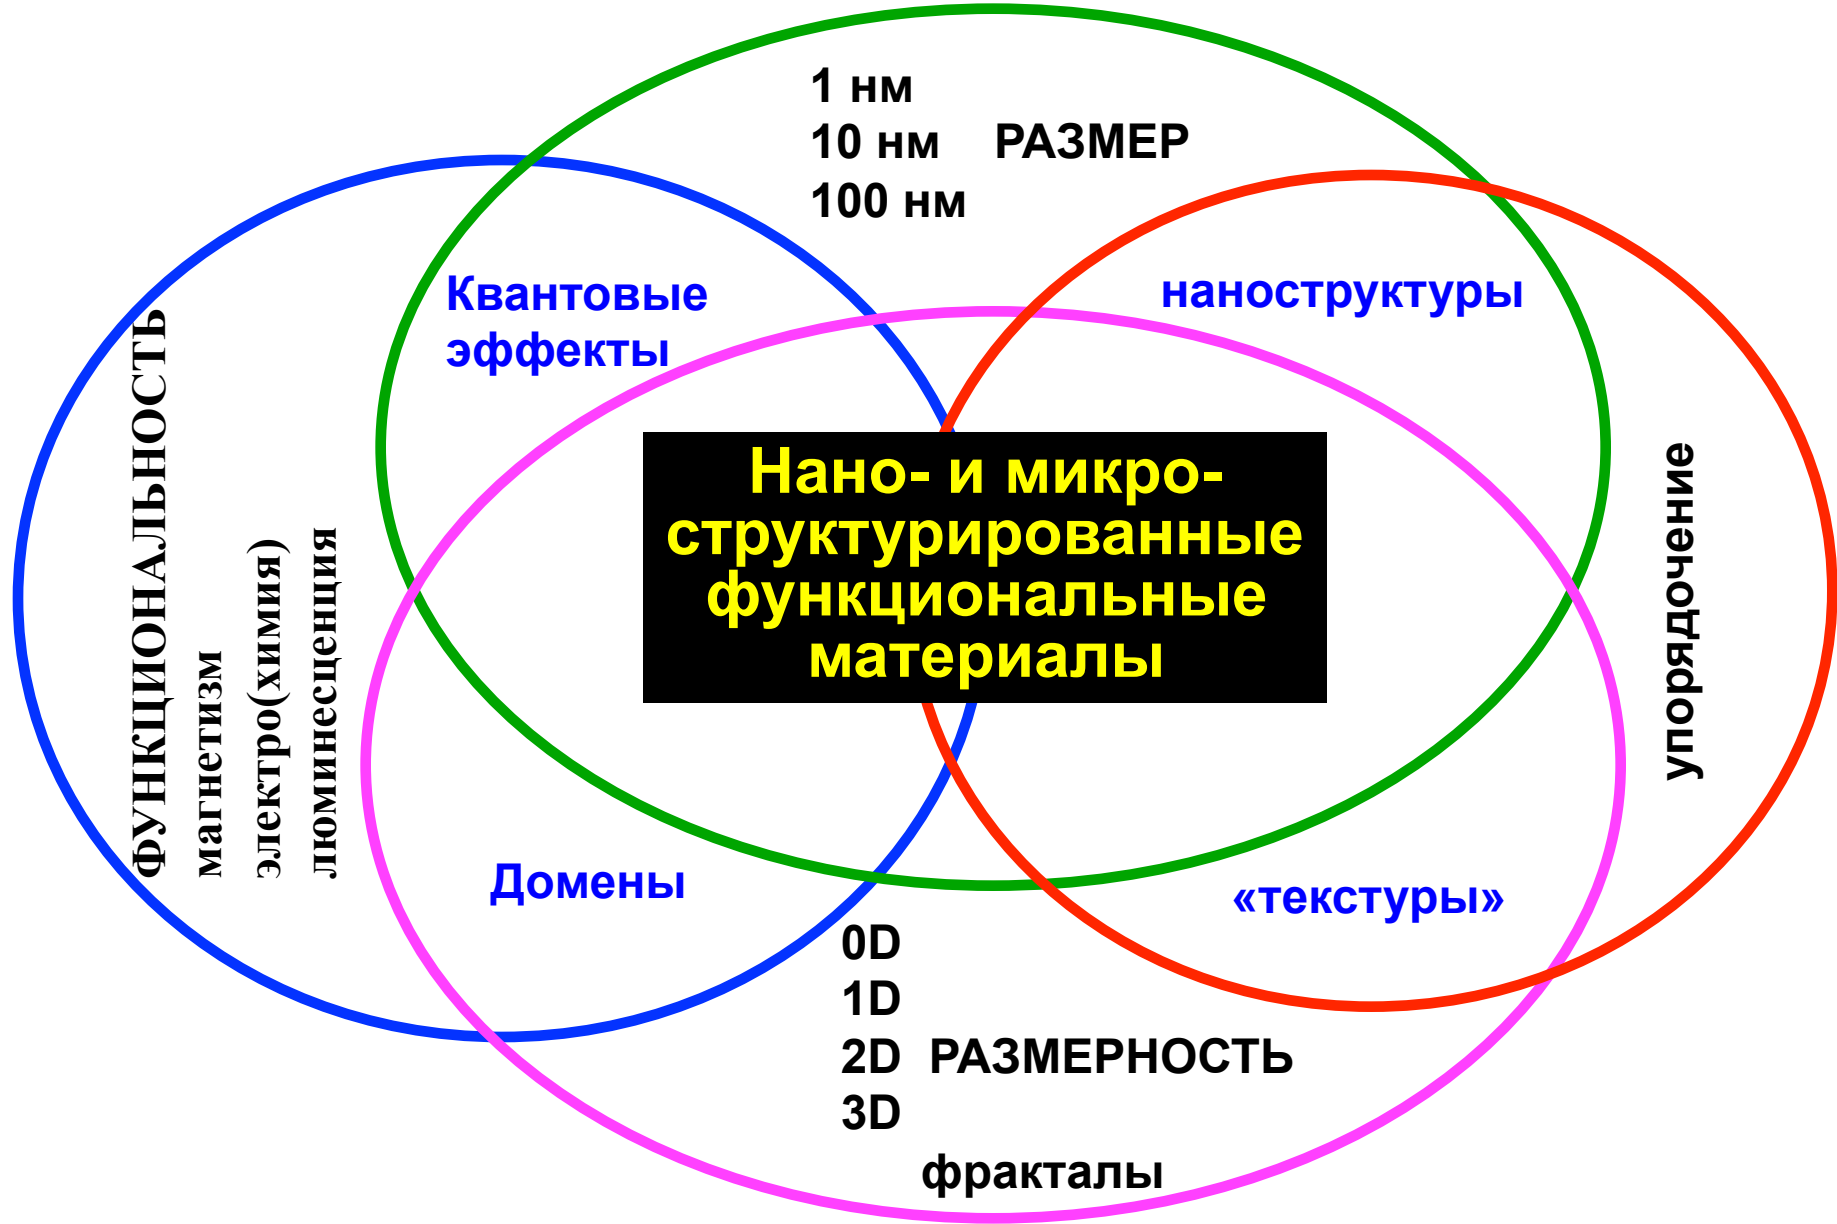 1 нм
10 нм РАЗМЕР
100 нм
Квантовые
эффекты
наноструктуры
ФУНКЦИОНАЛЬНОСТЬ
магнетизм
электро(химия)
люминесценция
Нано- и микро-
структурированные
функциональные
материалы
упорядочение
Домены
«текстуры»
0D
1D
2D РАЗМЕРНОСТЬ
3D
фракталы